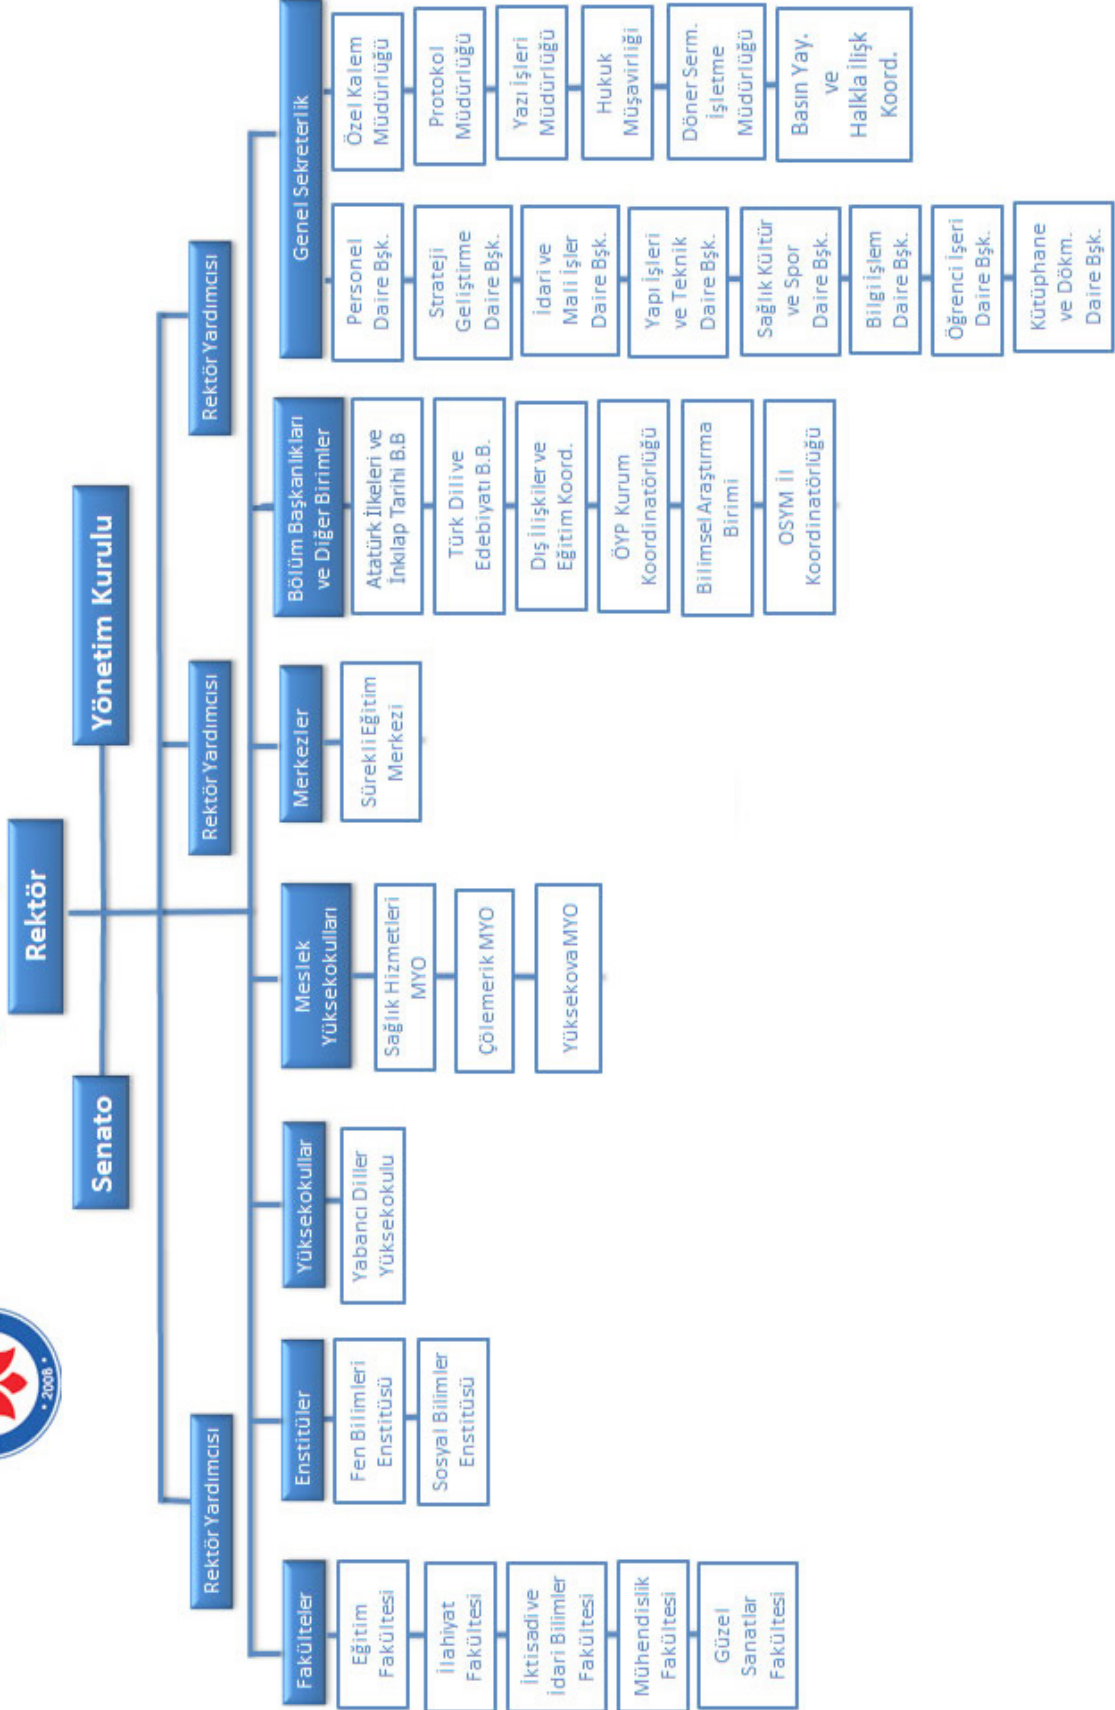 • 2008 •
Rektör
Senato
Yönetim Kurulu
Rektör Yardımcısı
Rektör Yardımcısı
Rektör Yardımcısı
Fakülteler
Eğitim
Fakültesi
İlahiyat
Fakültesi
İktisadi ve
İdari Bilimler
Fakültesi
Mühendislik
Fakültesi
Güzel
Sanatlar
Fakültesi
Enstitüler
Fen Bilimleri
Enstitüsü
Sosyal Bilimler
Enstitüsü
Yüksekokullar
Yabancı Diller
Yüksekokulu
Meslek
Yüksekokulları
Sağlık Hizmetleri
MYO
Çölemerik MYO
Yüksekova MYO
Merkezler
Sürekli Eğitim
Merkezi
Bölüm Başkanlıkları
ve Diğer Birimler
Atatürk İlkeleri ve
İnkılap Tarihi B.B
Türk Dili ve
Edebiyatı B.B.
Dış İlişkiler ve
Eğitim Koord.
ÖYP Kurum
Koordinatörlüğü
Bilimsel Araştırma
Birimi
OSYM İl
Koordinatörlüğü
Genel Sekreterlik
Personel
Daire Bşk.
Strateji
Geliştirme
Daire Bşk.
İdari ve
Mali İşler
Daire Bşk.
Yapı İşleri
ve Teknik
Daire Bşk.
Sağlık Kültür
ve Spor
Daire Bşk.
Bilgi İşlem
Daire Bşk.
Öğrenci İşeri
Daire Bşk.
Kütüphane
ve Dökm.
Daire Bşk.
Özel Kalem
Müdürlüğü
Protokol
Müdürlüğü
Yazı İşleri
Müdürlüğü
Hukuk
Müşavirliği
Döner Serm.
İşletme
Müdürlüğü
Basın Yay.
ve
Halkla İlişk
Koord.